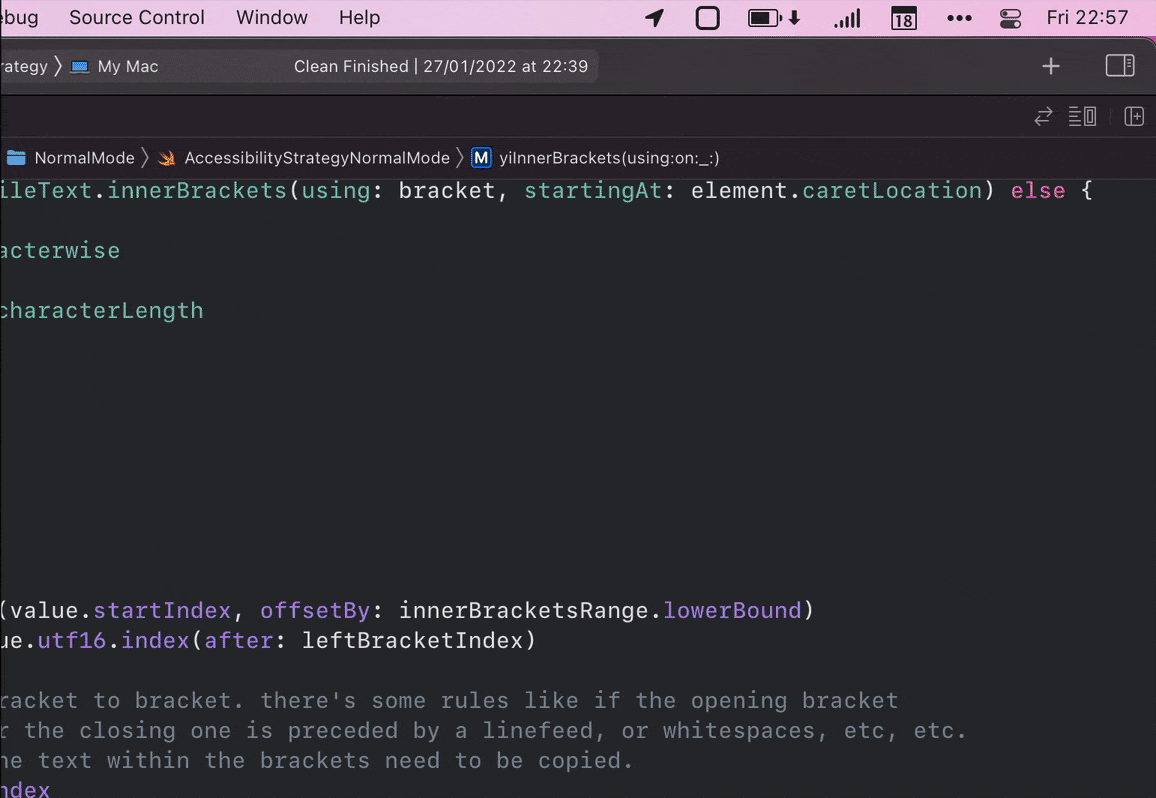 ebug Source Control Window Help 18 Fri 22:57
rategy My Mac Clean Finished | 27/01/2022 at 22:39
NormalMode AccessibilityStrategyNormalMode M yiInnerBrackets(using:on:_:)
ileText.innerBrackets(using: bracket, startingAt: element.caretLocation) else {
acterwise
characterLength
(value.startIndex, offsetBy: innerBracketsRange.lowerBound)
ue.utf16.index(after: leftBracketIndex)
racket to bracket. there's some rules like if the opening bracket
r the closing one is preceded by a linefeed, or whitespaces, etc, etc.
he text within the brackets need to be copied.
ndex